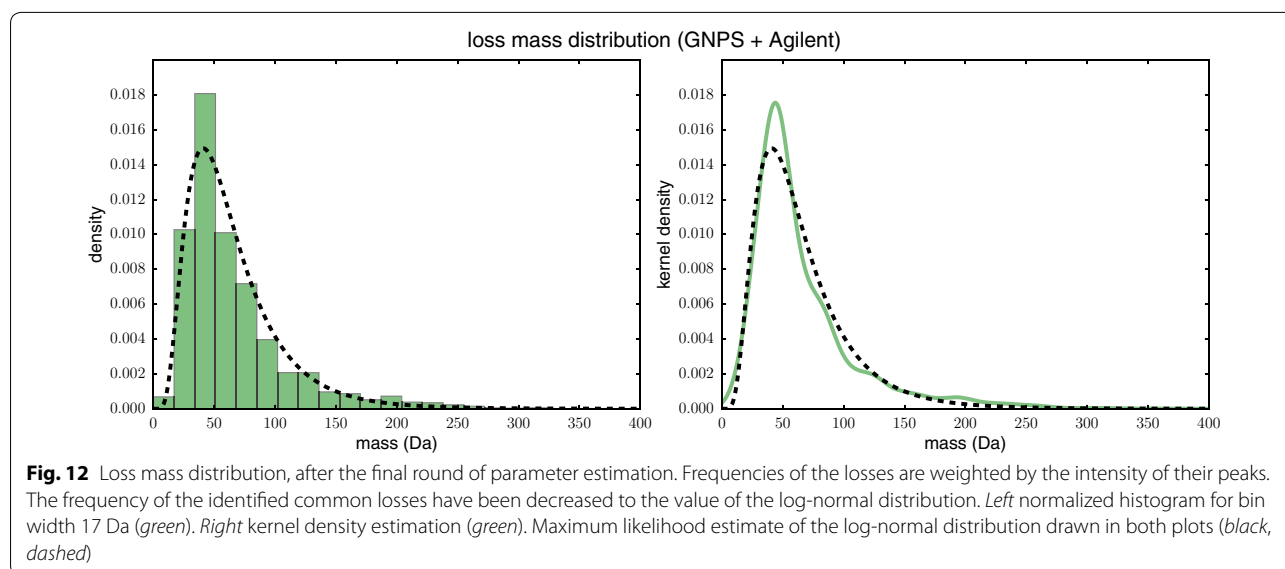 loss mass distribution (GNPS + Agilent)
density
0.018
0.016
0.014
0.012
0.010
0.008
0.006
0.004
0.002
0.000
0 50 100 150 200 250 300 350 400
mass (Da)
kernel density
0.018
0.016
0.014
0.012
0.010
0.008
0.006
0.004
0.002
0.000
0 50 100 150 200 250 300 350 400
mass (Da)
Fig. 12 Loss mass distribution, after the final round of parameter estimation. Frequencies of the losses are weighted by the intensity of their peaks.
The frequency of the identified common losses have been decreased to the value of the log-normal distribution. Left normalized histogram for bin
width 17 Da (green). Right kernel density estimation (green). Maximum likelihood estimate of the log-normal distribution drawn in both plots (black,
dashed)